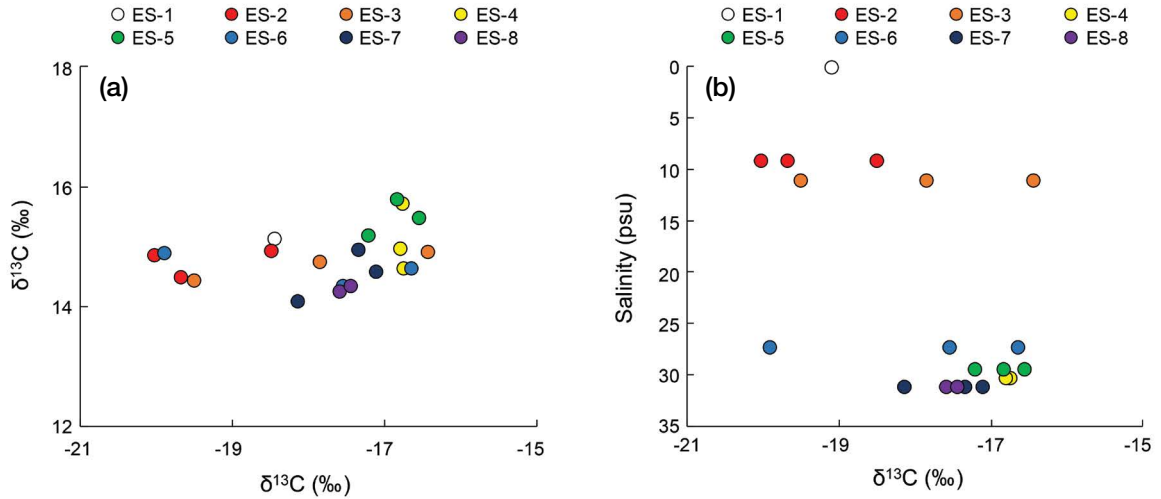 ES-1 ES-2 ES-3 ES-4
ES-5 ES-6 ES-7 ES-8
(a)
18
16
14
12
δ13C (‰)
-21 -19 -17 -15
δ13C (‰)
ES-1 ES-2 ES-3 ES-4
ES-5 ES-6 ES-7 ES-8
(b)
0
5
10
15
20
25
30
35
Salinity (psu)
-21 -19 -17 -15
δ13C (‰)